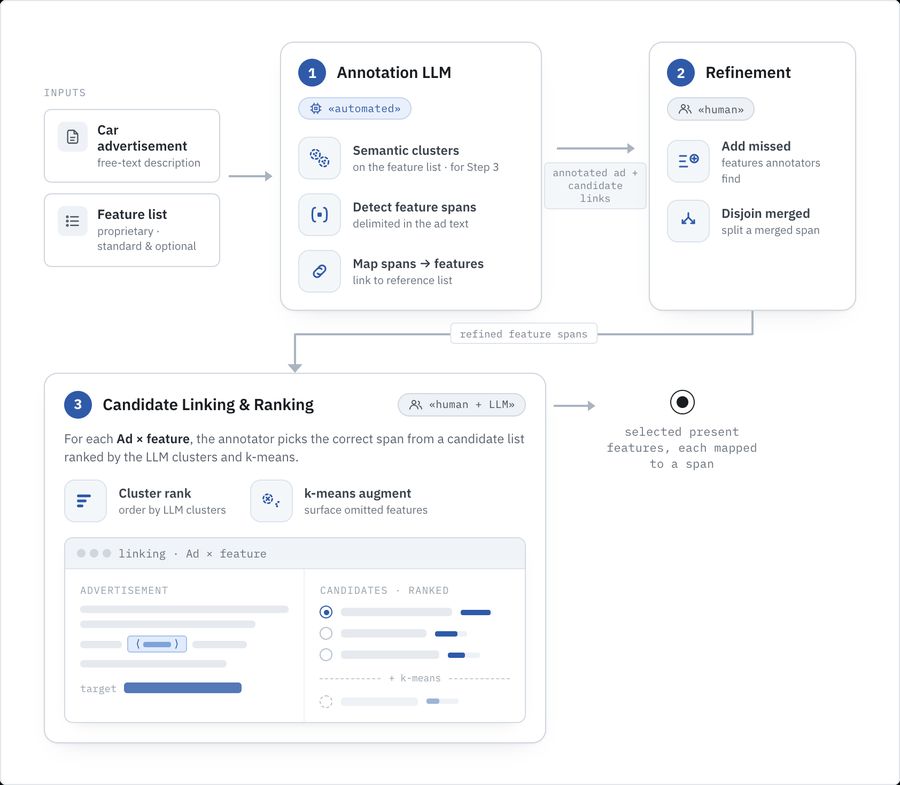 INPUTS
Car
advertisement
free-text description
Feature list
proprietary ·
standard & optional
1 Annotation LLM
«automated»
Semantic clusters
on the feature list · for Step 3
Detect feature spans
delimited in the ad text
Map spans → features
link to reference list
annotated ad +
candidate
links
2 Refinement
«human»
Add missed
features annotators
find
Disjoin merged
split a merged span
refined feature spans
3 Candidate Linking & Ranking
«human + LLM»
For each Ad × feature, the annotator picks the correct span from a candidate list
ranked by the LLM clusters and k-means.
Cluster rank
order by LLM clusters
k-means augment
surface omitted features
linking · Ad × feature
ADVERTISEMENT
target
CANDIDATES · RANKED
+ k-means
selected present
features, each mapped
to a span